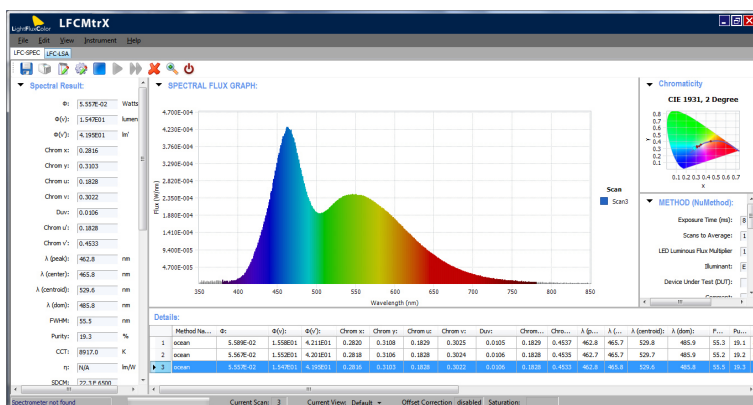 LightFluxColor LFCMtrX
File Edit View Instrument Help
LFC-SPEC LFC-LSA
Spectral Result:
Φ: 5.557E-02 Watts
Φ(v): 1.547E01 lumen
Φ(v'): 4.195E01 lm'
Chrom x: 0.2816
Chrom y: 0.3103
Chrom u: 0.1828
Chrom v: 0.3022
Duv: 0.0106
Chrom u': 0.1828
Chrom v': 0.4533
λ (peak): 462.8 nm
λ (center): 465.8 nm
λ (centroid): 529.6 nm
λ (dom): 485.8 nm
FWHM: 55.5 nm
Purity: 19.3 %
CCT: 8917.0 K
η: N/A lm/W
SDCM: 22.3 F 6500
SPECTRAL FLUX GRAPH:
Flux (W/nm)
4.700E-004
4.230E-004
3.760E-004
3.290E-004
2.820E-004
2.350E-004
1.880E-004
1.410E-004
9.400E-005
4.700E-005
350 400 450 500 550 600 650 700 750 800 850
Wavelength (nm)
Scan
Scan3
Chromaticity
CIE 1931, 2 Degree
Y
0.8
0.7
0.6
0.5
0.4
0.3
0.2
0.1
0.1 0.2 0.3 0.4 0.5 0.6 0.7
X
METHOD (NuMethod):
Exposure Time (ms): 8
Scans to Average: 1
LED Luminous Flux Multiplier 1
Illuminant: E
Device Under Test (DUT):
Details:
Method Na... Φ: Φ(v): Φ(v'): Chrom x: Chrom y: Chrom u: Chrom v: Duv: Chrom... Chro... λ (p... λ (... λ (centroid): λ (dom): F... Pu...
1 ocean 5.589E-02 1.558E01 4.211E01 0.2820 0.3108 0.1829 0.3025 0.0105 0.1829 0.4537 462.8 465.7 529.8 485.9 55.3 19.1
2 ocean 5.567E-02 1.552E01 4.201E01 0.2818 0.3106 0.1828 0.3024 0.0106 0.1828 0.4537 462.7 465.7 529.7 485.9 55.2 19.2
3 ocean 5.557E-02 1.547E01 4.195E01 0.2816 0.3103 0.1828 0.3022 0.0106 0.1828 0.4533 462.8 465.8 529.6 485.8 55.5 19.3
Spectrometer not found Current Scan: 3 Current View: Default Offset Correction disabled Saturation: